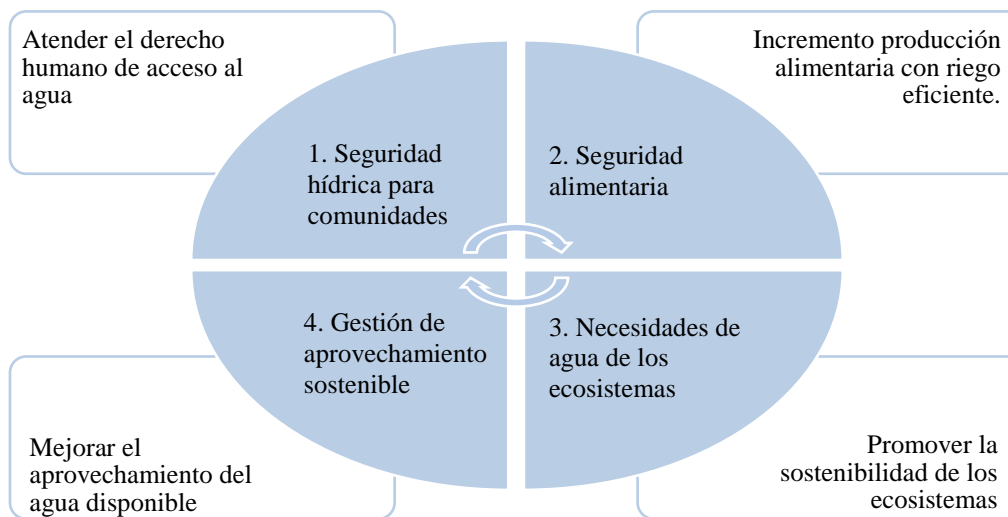 Atender el derecho
humano de acceso al
agua
Incremento producción
alimentaria con riego
eficiente.
1. Seguridad
hídrica para
comunidades
2. Seguridad
alimentaria
4. Gestión de
aprovechamiento
sostenible
3. Necesidades de
agua de los
ecosistemas
Mejorar el
aprovechamiento del
agua disponible
Promover la
sostenibilidad de los
ecosistemas